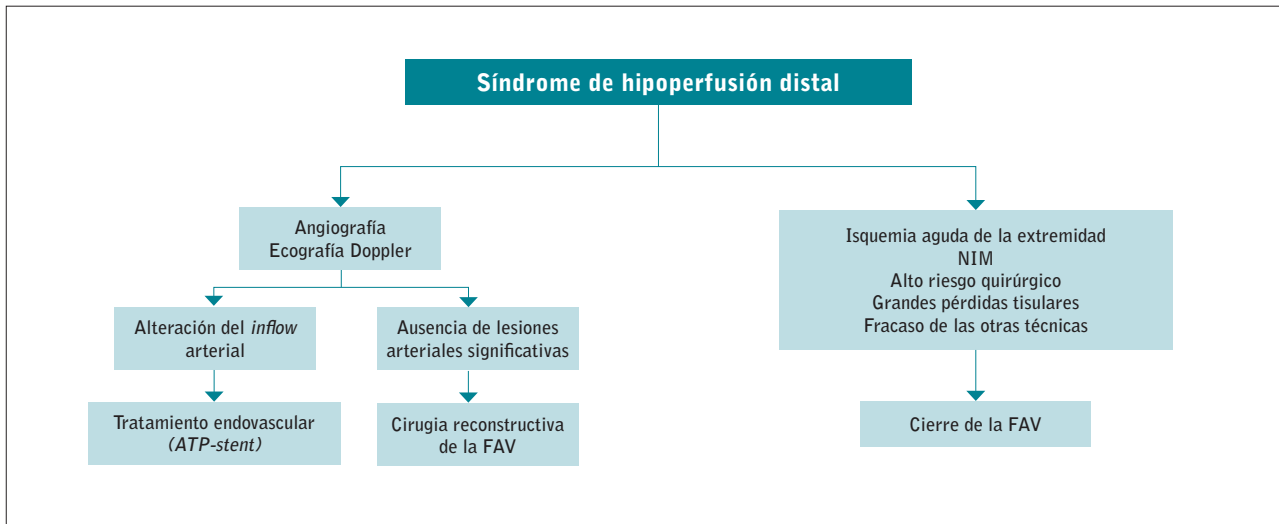 Síndrome de hipoperfusión distal
Angiografía
Ecografía Doppler
Alteración del inflow
arterial
Ausencia de lesiones
arteriales significativas
Tratamiento endovascular
(ATP-stent)
Cirugia reconstructiva
de la FAV
Isquemia aguda de la extremidad
NIM
Alto riesgo quirúrgico
Grandes pérdidas tisulares
Fracaso de las otras técnicas
Cierre de la FAV